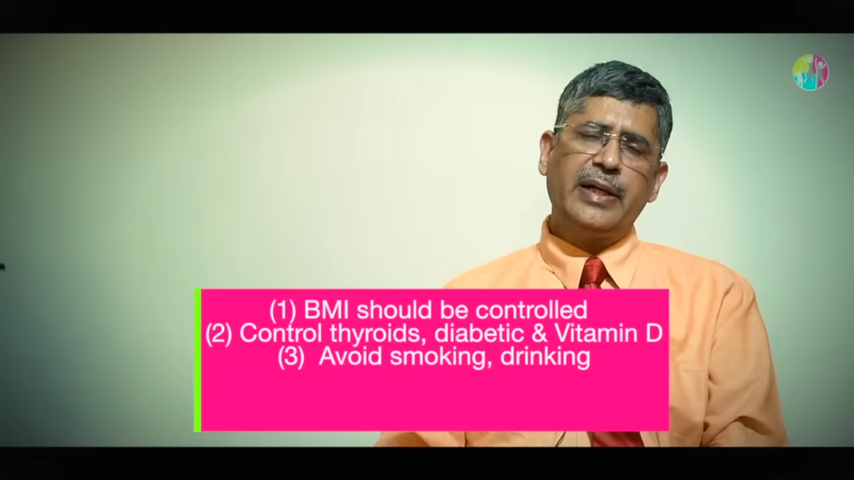 (1) BMI should be controlled
(2) Control thyroids, diabetic & Vitamin D
(3) Avoid smoking, drinking